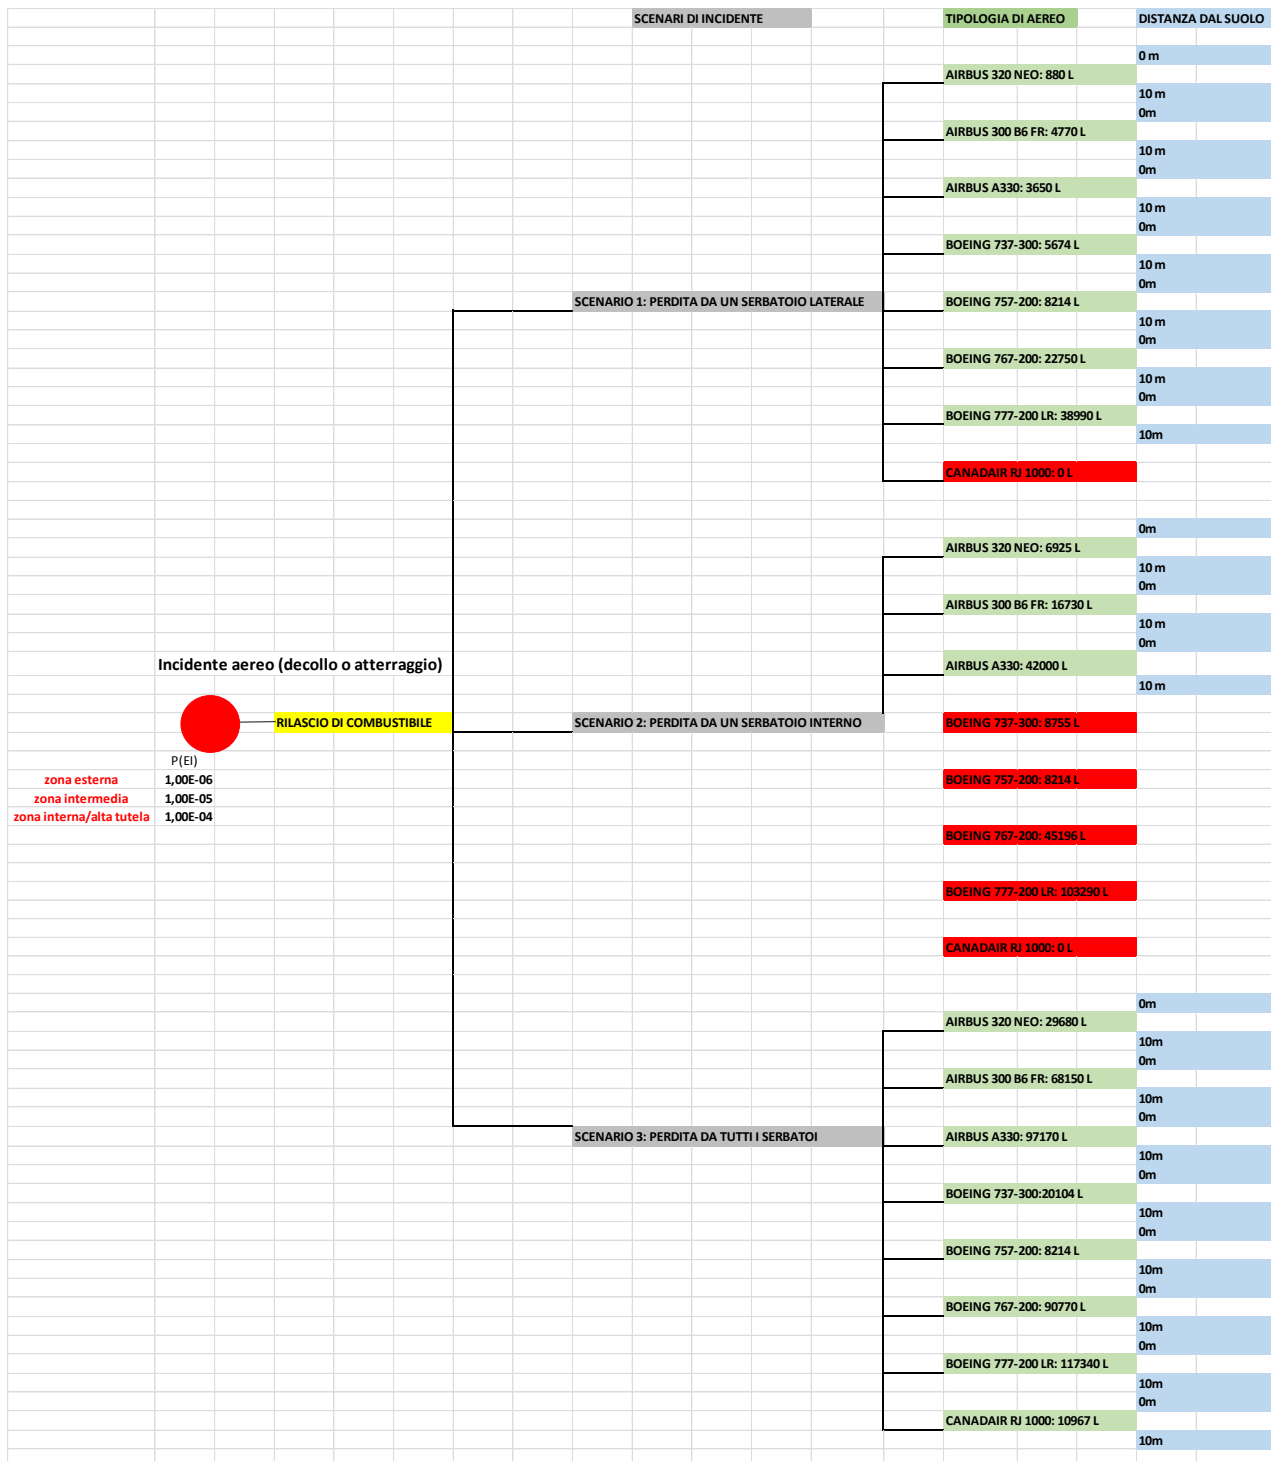 SCENARI DI INCIDENTE
TIPOLOGIA DI AEREO
DISTANZA DAL SUOLO
0 m
AIRBUS 320 NEO: 880 L
10 m
0m
AIRBUS 300 B6 FR: 4770 L
10 m
0m
AIRBUS A330: 3650 L
10 m
0m
BOEING 737-300: 5674 L
10 m
0m
SCENARIO 1: PERDITA DA UN SERBATOIO LATERALE
BOEING 757-200: 8214 L
10 m
0m
BOEING 767-200: 22750 L
10 m
0m
BOEING 777-200 LR: 38990 L
10m
CANADAIR RJ 1000: 0 L
0m
AIRBUS 320 NEO: 6925 L
10 m
0m
AIRBUS 300 B6 FR: 16730 L
10 m
0m
Incidente aereo (decollo o atterraggio)
AIRBUS A330: 42000 L
10 m
RILASCIO DI COMBUSTIBILE
SCENARIO 2: PERDITA DA UN SERBATOIO INTERNO
BOEING 737-300: 8755 L
P(EI)
zona esterna 1,00E-06
BOEING 757-200: 8214 L
zona intermedia 1,00E-05
zona interna/alta tutela 1,00E-04
BOEING 767-200: 45196 L
BOEING 777-200 LR: 103290 L
CANADAIR RJ 1000: 0 L
0m
AIRBUS 320 NEO: 29680 L
10m
0m
AIRBUS 300 B6 FR: 68150 L
10m
0m
SCENARIO 3: PERDITA DA TUTTI I SERBATOI
AIRBUS A330: 97170 L
10m
0m
BOEING 737-300:20104 L
10m
0m
BOEING 757-200: 8214 L
10m
0m
BOEING 767-200: 90770 L
10m
0m
BOEING 777-200 LR: 117340 L
10m
0m
CANADAIR RJ 1000: 10967 L
10m